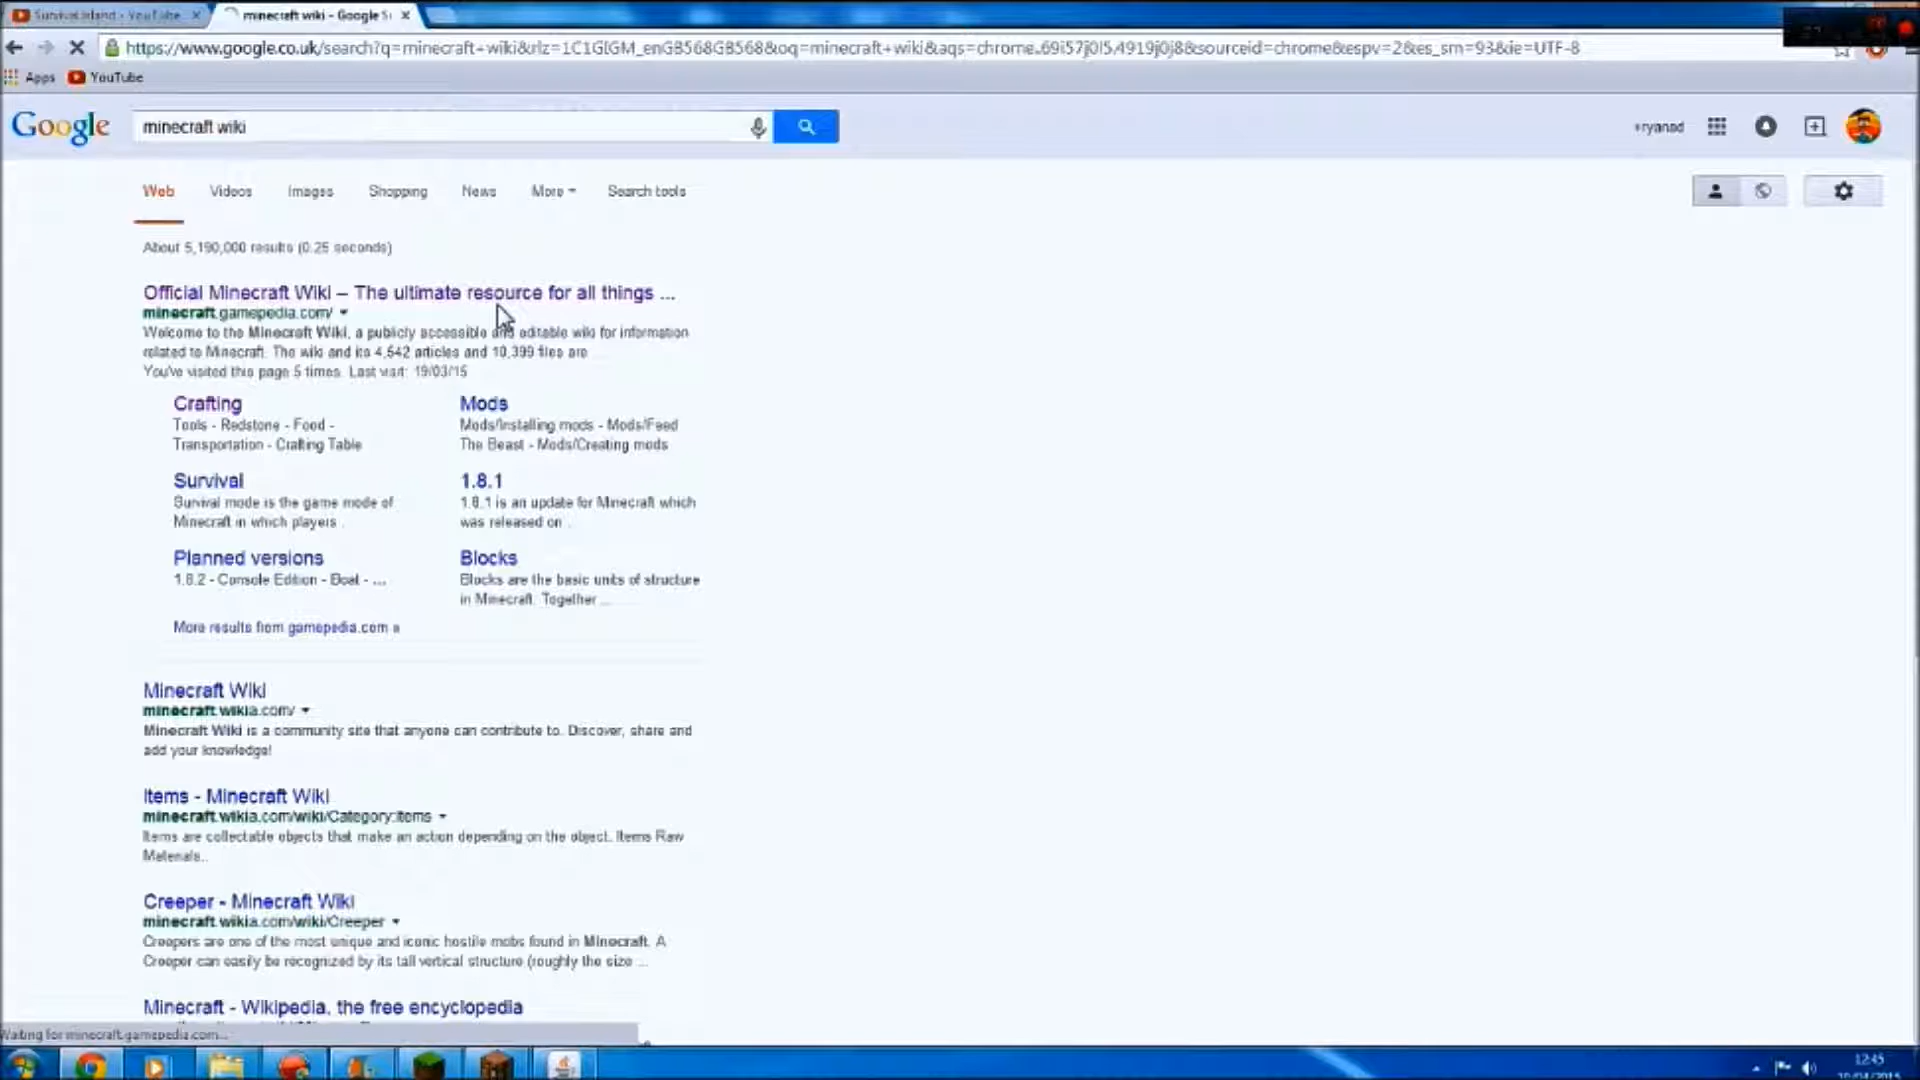 Survival Island - YouTube
minecraft wiki - Google S
https://www.google.co.uk/search?q=minecraft+wiki&rlz=1C1GIGM_enGB568GB568&oq=minecraft+wiki&aqs=chrome..69i57j0l5.4919j0j8&sourceid=chrome&espv=2&es_sm=93&ie=UTF-8
Apps YouTube
Google minecraft wiki +ryanad
Web Videos Images Shopping News More Search tools
About 5,190,000 results (0.25 seconds)
Official Minecraft Wiki – The ultimate resource for all things ...
minecraft.gamepedia.com/
Welcome to the Minecraft Wiki, a publicly accessible and editable wiki for information
related to Minecraft. The wiki and its 4,542 articles and 10,399 files are
You've visited this page 5 times. Last visit: 19/03/15
Crafting
Tools - Redstone - Food -
Transportation - Crafting Table
Mods
Mods/Installing mods - Mods/Feed
The Beast - Mods/Creating mods
Survival
Survival mode is the game mode of
Minecraft in which players
1.8.1
1.8.1 is an update for Minecraft which
was released on
Planned versions
1.8.2 - Console Edition - Boat - ...
Blocks
Blocks are the basic units of structure
in Minecraft. Together ...
More results from gamepedia.com »
Minecraft Wiki
minecraft.wikia.com/
Minecraft Wiki is a community site that anyone can contribute to. Discover, share and
add your knowledge!
Items - Minecraft Wiki
minecraft.wikia.com/wiki/Category:Items
Items are collectable objects that make an action depending on the object. Items Raw
Materials..
Creeper - Minecraft Wiki
minecraft.wikia.com/wiki/Creeper
Creepers are one of the most unique and iconic hostile mobs found in Minecraft. A
Creeper can easily be recognized by its tall vertical structure (roughly the size ...
Minecraft - Wikipedia, the free encyclopedia
Waiting for minecraft.gamepedia.com...
12:45